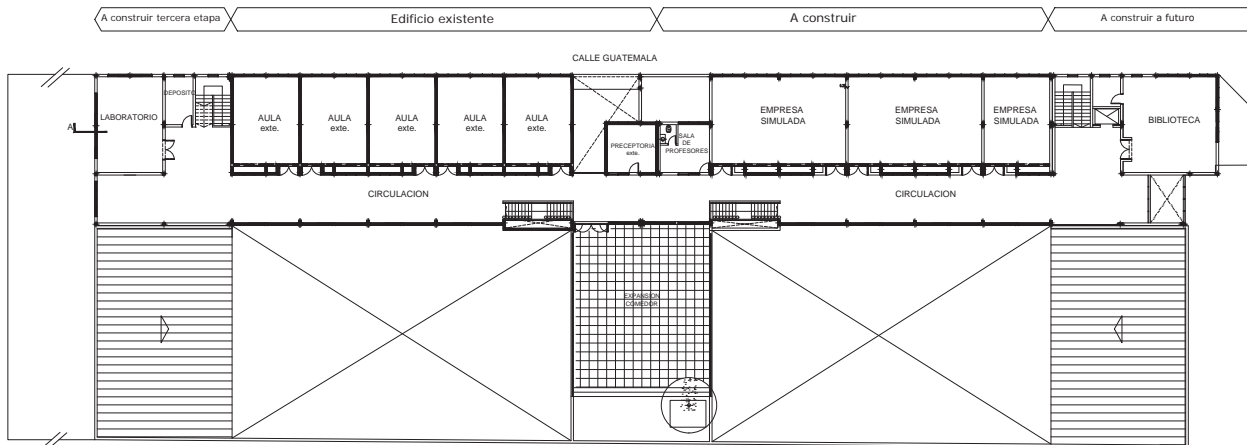 A construir tercera etapa
Edificio existente
A construir
A construir a futuro
CALLE GUATEMALA
DEPOSITO
LABORATORIO
A
AULA
exte.
AULA
exte.
AULA
exte.
AULA
exte.
AULA
exte.
PRECEPTORIA
exte.
SALA
DE
PROFESORES
EMPRESA
SIMULADA
EMPRESA
SIMULADA
EMPRESA
SIMULADA
BIBLIOTECA
CIRCULACION
CIRCULACION
EXPANSION
COMEDOR